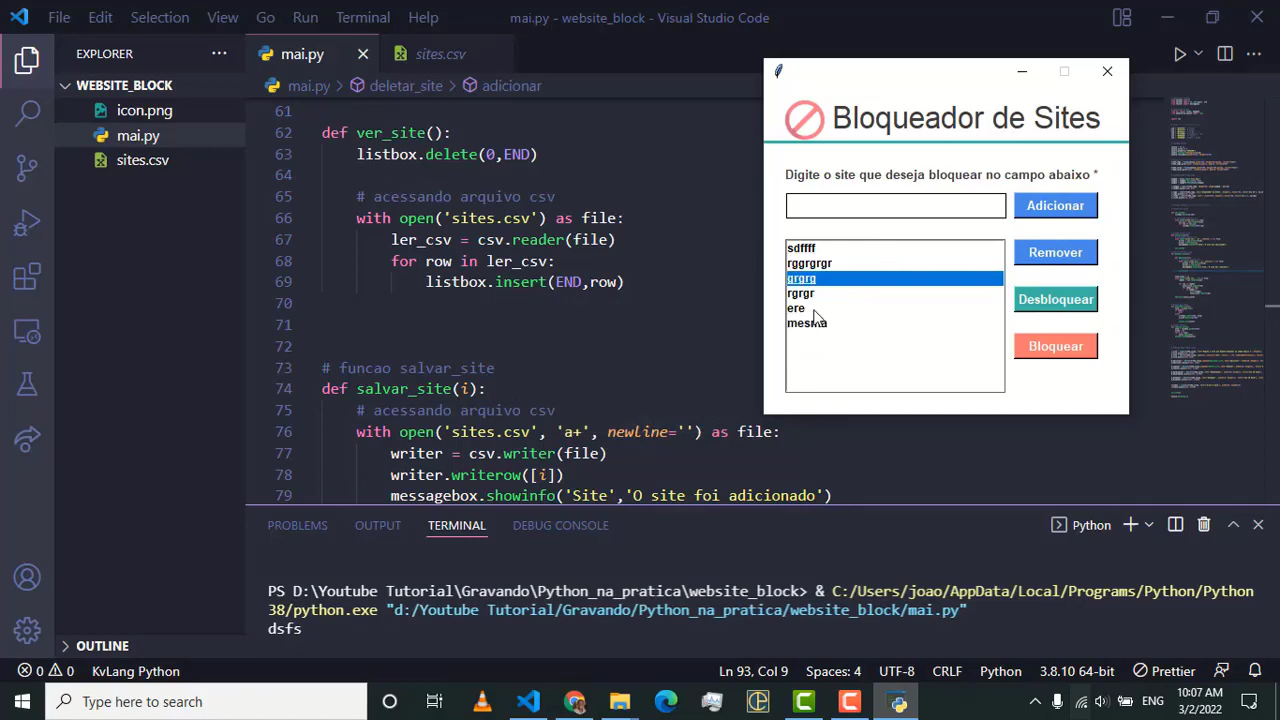 File Edit Selection View Go Run Terminal Help
mai.py - website_block - Visual Studio Code
EXPLORER
WEBSITE_BLOCK
icon.png
mai.py
sites.csv
mai.py
sites.csv
mai.py > deletar_site > adicionar
61
62 def ver_site():
63 listbox.delete(0,END)
64
65 # acessando arquivo csv
66 with open('sites.csv') as file:
67 ler_csv = csv.reader(file)
68 for row in ler_csv:
69 listbox.insert(END,row)
70
71
72
73 # funcao salvar_site
74 def salvar_site(i):
75 # acessando arquivo csv
76 with open('sites.csv', 'a+', newline='') as file:
77 writer = csv.writer(file)
78 writer.writerow([i])
79 messagebox.showinfo('Site','O site foi adicionado')
Bloqueador de Sites
Digite o site que deseja bloquear no campo abaixo *
Adicionar
Remover
Desbloquear
Bloquear
sdffff
rggrgrgr
grgrg
rgrgr
ere
PROBLEMS OUTPUT TERMINAL DEBUG CONSOLE
Python
PS D:\Youtube Tutorial\Gravando\Python_na_pratica\website_block> & C:/Users/joao/AppData/Local/Programs/Python/Python
38/python.exe "d:/Youtube Tutorial/Gravando/Python_na_pratica/website_block/mai.py"
dsfs
OUTLINE
0 0 KvLang Python
Ln 93, Col 9 Spaces: 4 UTF-8 CRLF Python 3.8.10 64-bit Prettier
Type here to search
ENG
10:07 AM
3/2/2022